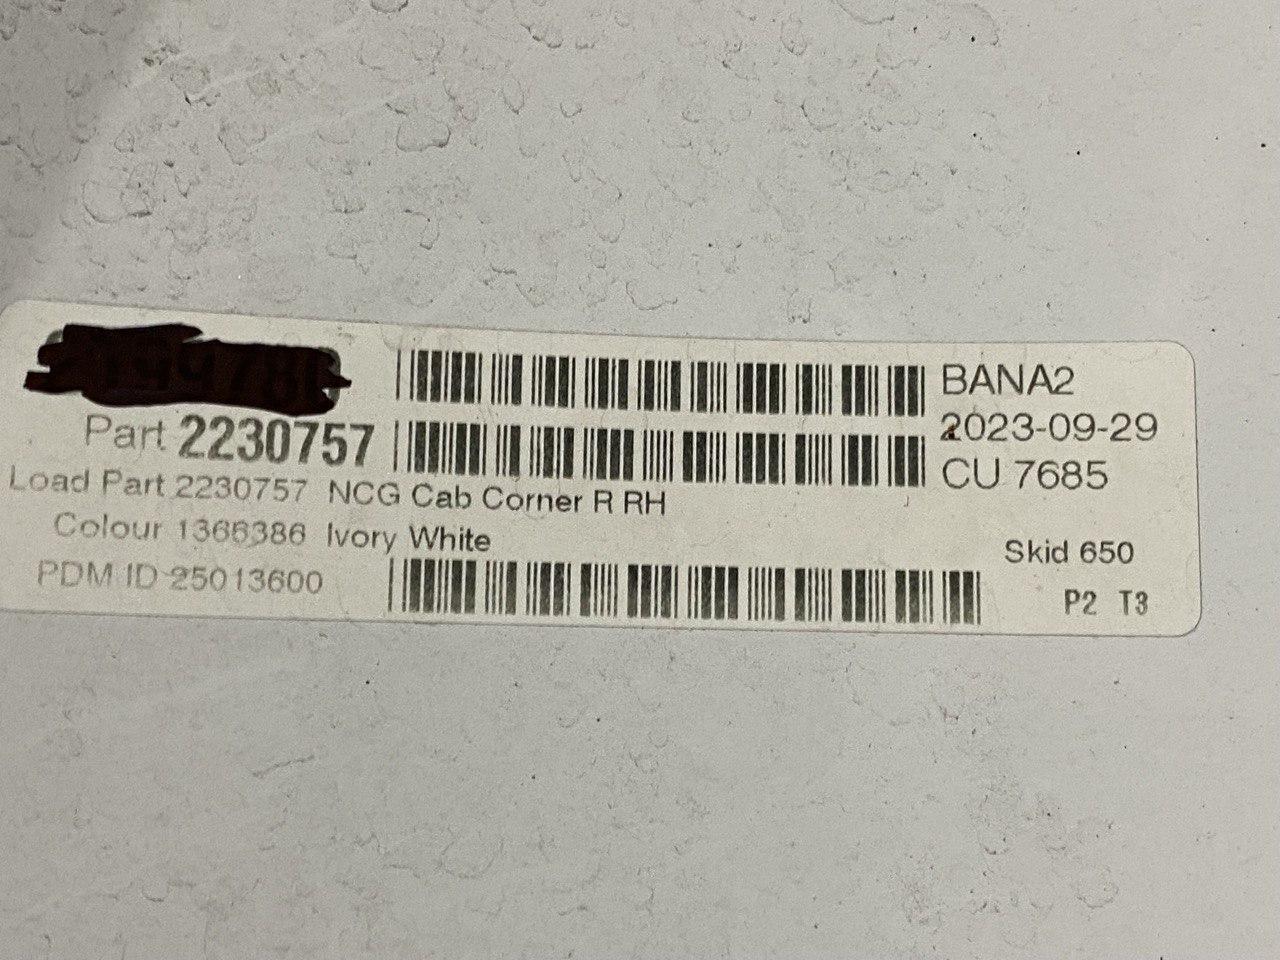 BANA2
Part 2230757
2023-09-29
Load Part 2230757 NCG Cab Corner R RH
CU 7685
Colour 1366386 Ivory White
Skid 650
PDM ID 25013600
P2 T3